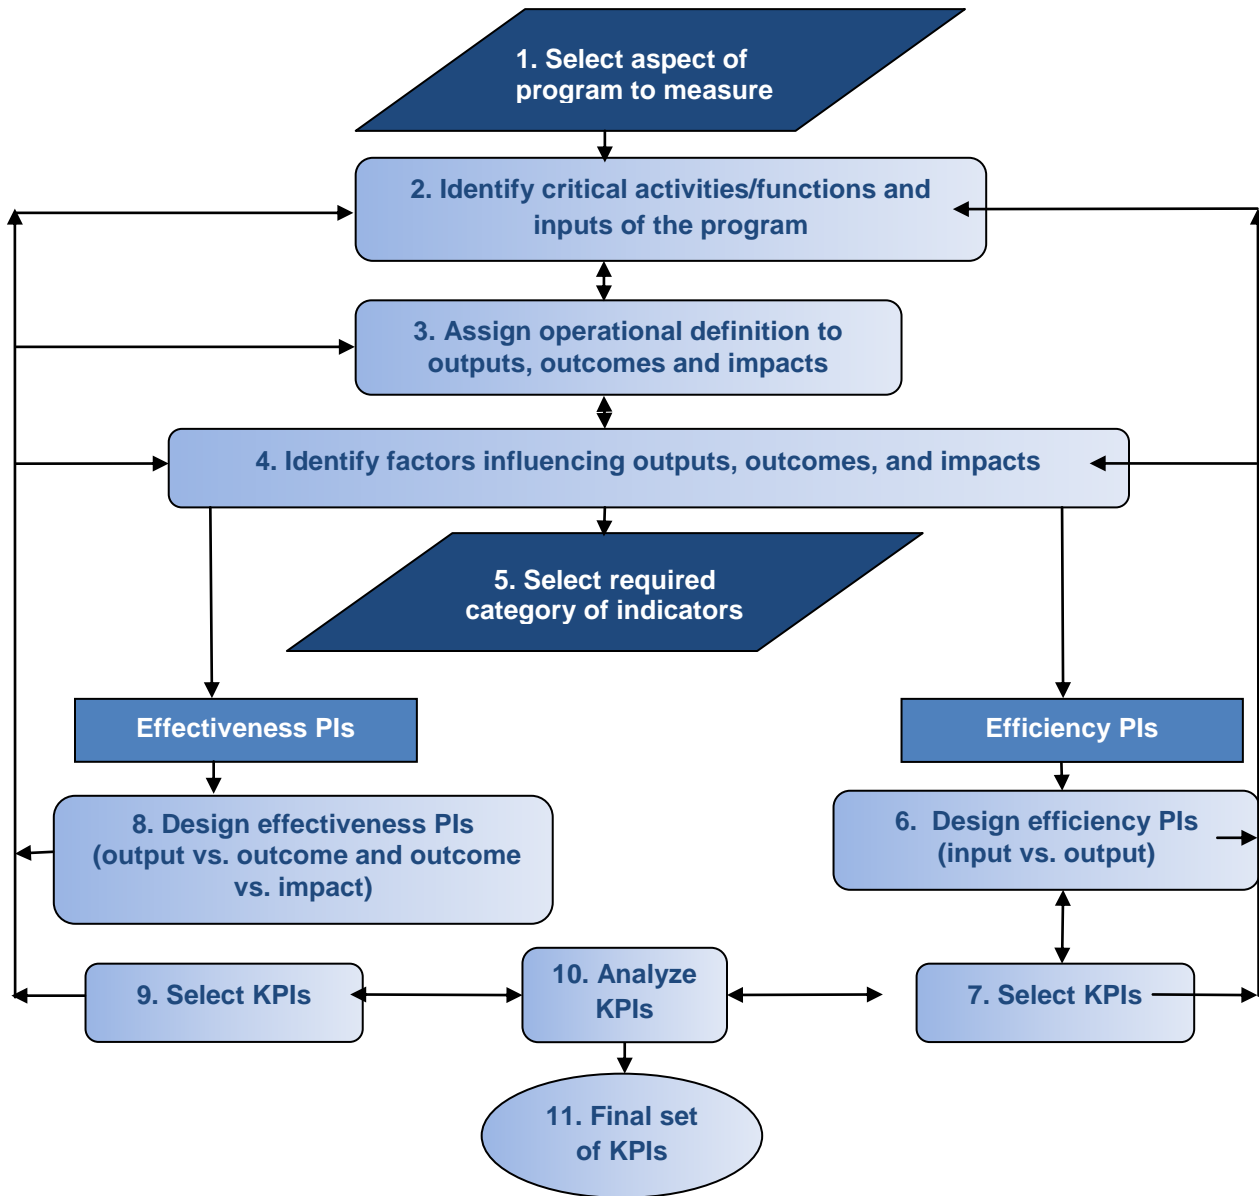 1. Select aspect of
program to measure
2. Identify critical activities/functions and
inputs of the program
3. Assign operational definition to
outputs, outcomes and impacts
4. Identify factors influencing outputs, outcomes, and impacts
5. Select required
category of indicators
Effectiveness PIs
Efficiency PIs
8. Design effectiveness PIs
(output vs. outcome and outcome
vs. impact)
6. Design efficiency PIs
(input vs. output)
9. Select KPIs
10. Analyze
KPIs
7. Select KPIs
11. Final set
of KPIs